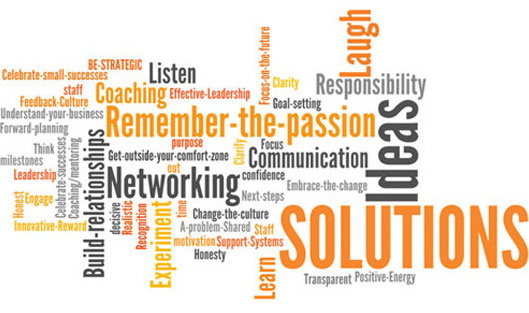 BE-STRATEGIC
Celebrate-small-successes
Listen
staff
Coaching
Effective-Leadership
Focus-on-the-future
Clarity
Laugh
Responsibility
Feedback-Culture
Goal-setting
Understand-your-business
Remember-the-passion
Forward-planning
purpose
Focus
Ideas
Think
Get-outside-your-comfort-zone
Clarity
Communication
milestones
Celebrate-successes
Coaching/mentoring
Build-relationships
out
confidence
Leadership
Networking
Embrace-the-change
Honest
Engage
Next-steps
decisive
Realistic
Recognition
Experiment
time
Change-the-culture
SOLUTIONS
Innovative-Reward
A-problem-Shared
Staff
motivation
Support-Systems
Honesty
Learn
Transparent
Positive-Energy